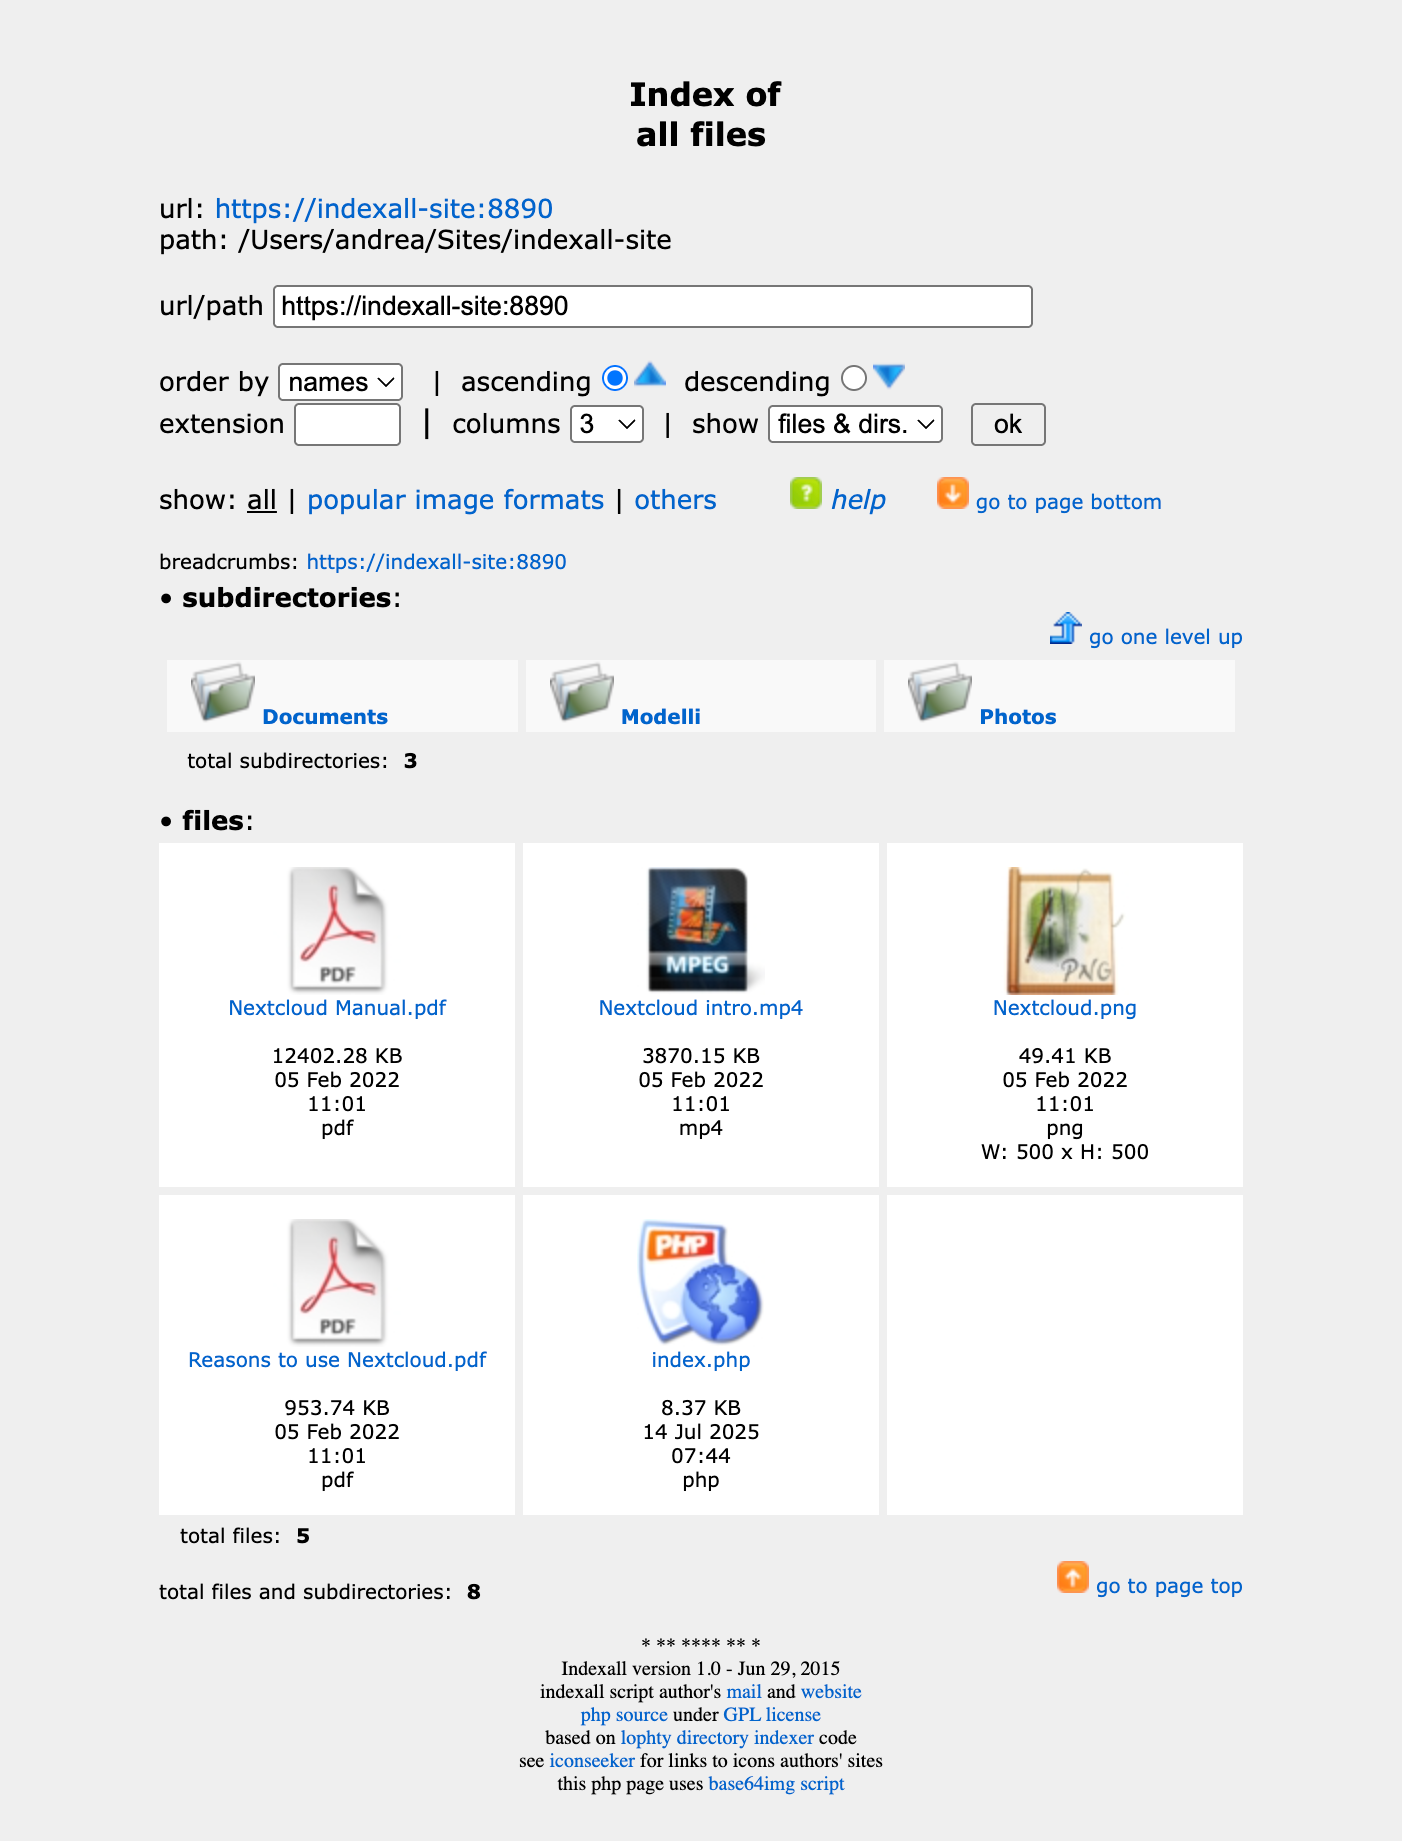 Index of
all files
url: https://indexall-site:8890
path: /Users/andrea/Sites/indexall-site
url/path https://indexall-site:8890
order by names | ascending descending
extension | columns 3 | show files & dirs. ok
show: all | popular image formats | others ? help go to page bottom
breadcrumbs: https://indexall-site:8890
• subdirectories:
go one level up
Documents Modelli Photos
total subdirectories: 3
• files:
PDF MPEG PNG
Nextcloud Manual.pdf Nextcloud intro.mp4 Nextcloud.png
12402.28 KB 3870.15 KB 49.41 KB
05 Feb 2022 05 Feb 2022 05 Feb 2022
11:01 11:01 11:01
pdf mp4 png
W: 500 x H: 500
PDF PHP
Reasons to use Nextcloud.pdf index.php
953.74 KB 8.37 KB
05 Feb 2022 14 Jul 2025
11:01 07:44
pdf php
total files: 5
total files and subdirectories: 8 go to page top
* ** **** ** *
Indexall version 1.0 - Jun 29, 2015
indexall script author's mail and website
php source under GPL license
based on lophty directory indexer code
see iconseeker for links to icons authors' sites
this php page uses base64img script